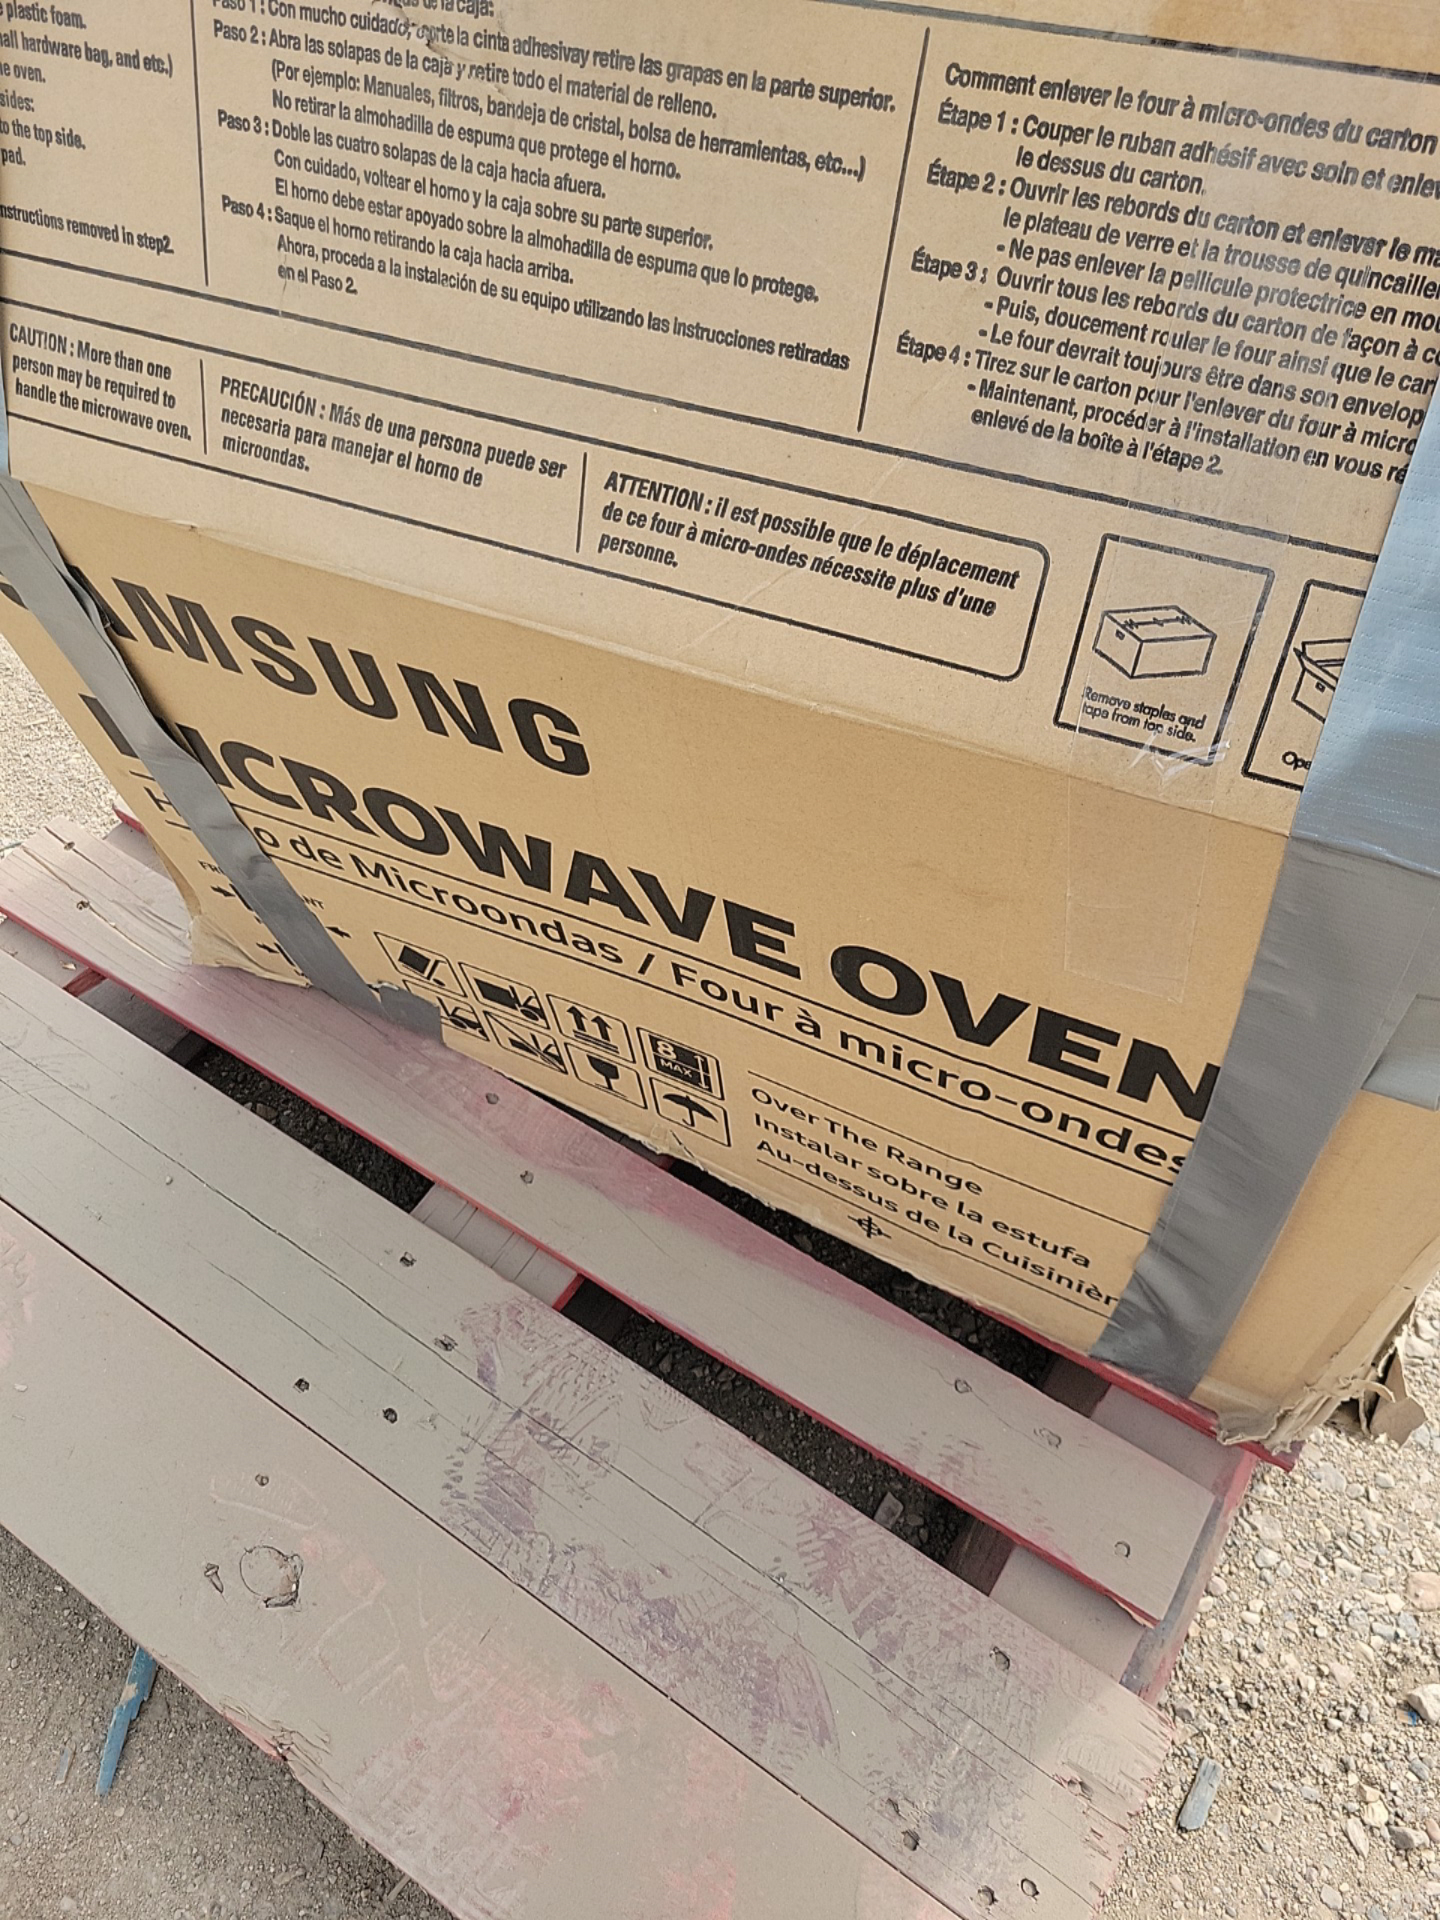 plastic foam.
hardware bag, and etc.)
oven.
sides:
to the top side.
pad.
instructions removed in step2.
de la caja:
Paso 1 : Con mucho cuidado, corte la cinta adhesivay retire las grapas en la parte superior.
Paso 2 : Abra las solapas de la caja y retire todo el material de relleno.
(Por ejemplo: Manuales, filtros, bandeja de cristal, bolsa de herramientas, etc...)
No retirar la almohadilla de espuma que protege el horno.
Paso 3 : Doble las cuatro solapas de la caja hacia afuera.
Con cuidado, voltear el horno y la caja sobre su parte superior.
El horno debe estar apoyado sobre la almohadilla de espuma que lo protege.
Paso 4 : Saque el horno retirando la caja hacia arriba.
Ahora, proceda a la instalación de su equipo utilizando las instrucciones retiradas
en el Paso 2.
Comment enlever le four à micro-ondes du carton
Étape 1 : Couper le ruban adhésif avec soin et enlev
le dessus du carton.
Étape 2 : Ouvrir les rebords du carton et enlever le ma
le plateau de verre et la trousse de quincailler
- Ne pas enlever la pellicule protectrice en mou
Étape 3 : Ouvrir tous les rebords du carton de façon à c
- Puis, doucement rouler le four ainsi que le car
- Le four devrait toujours être dans son envelop
Étape 4 : Tirez sur le carton pour l'enlever du four à micro
- Maintenant, procéder à l'installation en vous ré
enlevé de la boîte à l'étape 2.
CAUTION : More than one
person may be required to
handle the microwave oven.
PRECAUCIÓN : Más de una persona puede ser
necesaria para manejar el horno de
microondas.
ATTENTION : il est possible que le déplacement
de ce four à micro-ondes nécessite plus d'une
personne.
Remove staples and
tape from top side.
Ope
AMSUNG
MICROWAVE OVEN
H o de Microondas / Four à micro-ondes
FR NT
8 MAX
Over The Range
Instalar sobre la estufa
Au-dessus de la Cuisinièr